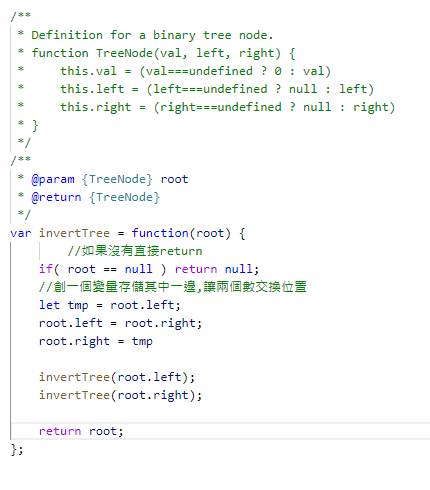 /**
 * Definition for a binary tree node.
 * function TreeNode(val, left, right) {
 *     this.val = (val===undefined ? 0 : val)
 *     this.left = (left===undefined ? null : left)
 *     this.right = (right===undefined ? null : right)
 * }
 */
/**
 * @param {TreeNode} root
 * @return {TreeNode}
 */
var invertTree = function(root) {
        //如果沒有直接return
    if( root == null ) return null;
    //創一個變量存儲其中一邊,讓兩個數交換位置
    let tmp = root.left;
    root.left = root.right;
    root.right = tmp

    invertTree(root.left);
    invertTree(root.right);

    return root;
};